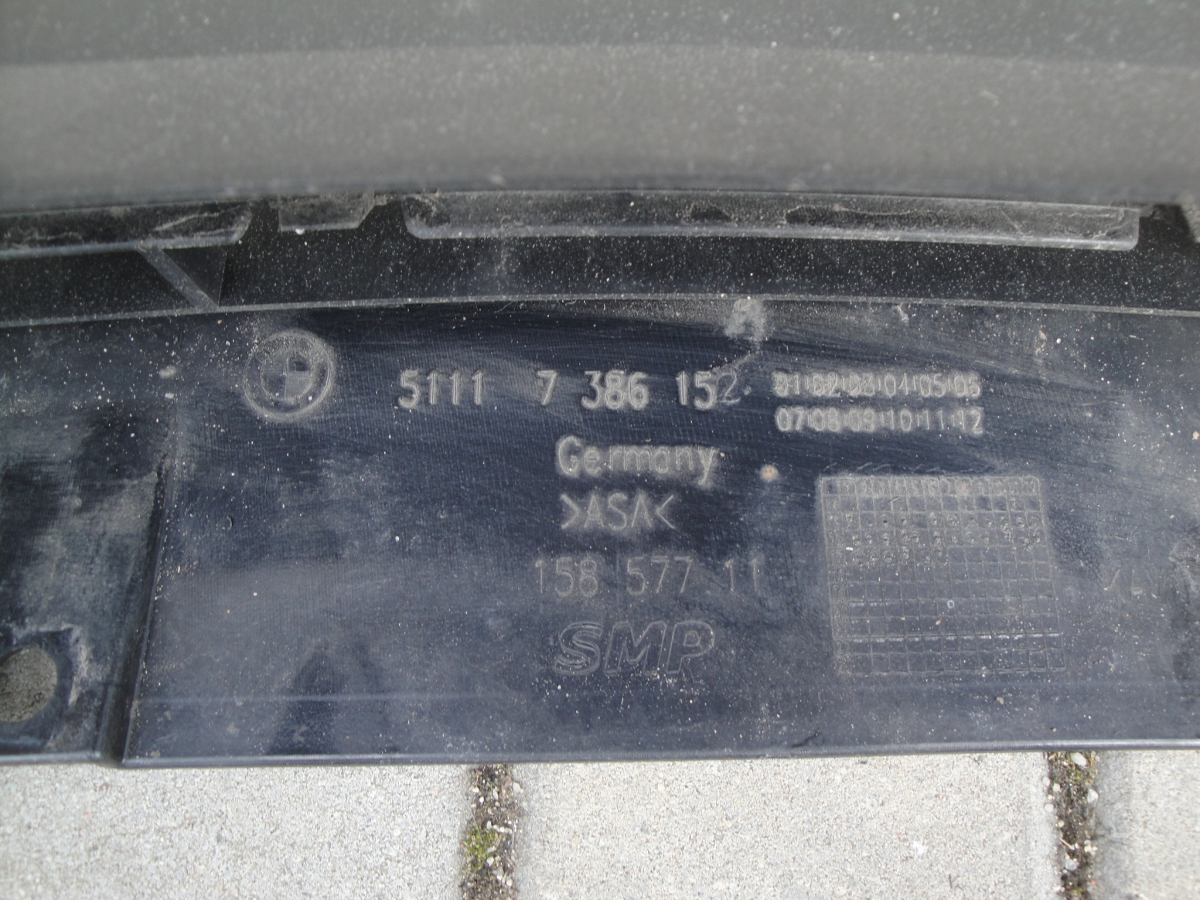 5111 7 386 152
01 02 03 04 05 06
07 08 09 10 11 12
Germany
>ASA<
158 577 11
SMP